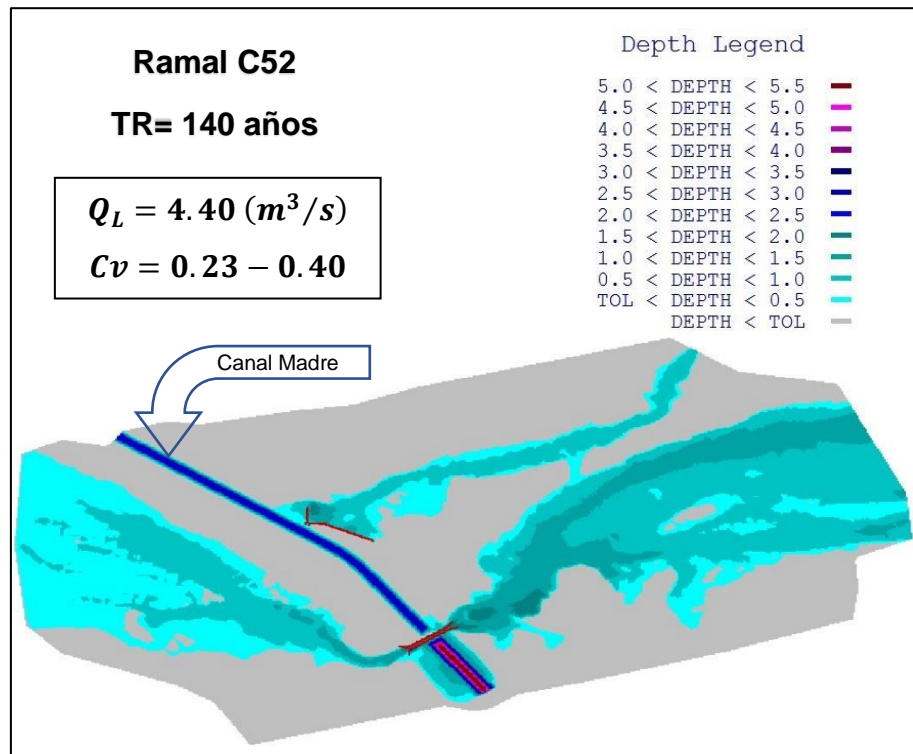 Ramal C52
TR= 140 años
Q_L = 4.40 (m³/s)
Cv = 0.23 − 0.40
Depth Legend
5.0 < DEPTH < 5.5
4.5 < DEPTH < 5.0
4.0 < DEPTH < 4.5
3.5 < DEPTH < 4.0
3.0 < DEPTH < 3.5
2.5 < DEPTH < 3.0
2.0 < DEPTH < 2.5
1.5 < DEPTH < 2.0
1.0 < DEPTH < 1.5
0.5 < DEPTH < 1.0
TOL < DEPTH < 0.5
DEPTH < TOL
Canal Madre